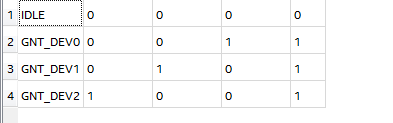 1 IDLE 0 0 0 0
2 GNT_DEV0 0 0 1 1
3 GNT_DEV1 0 1 0 1
4 GNT_DEV2 1 0 0 1